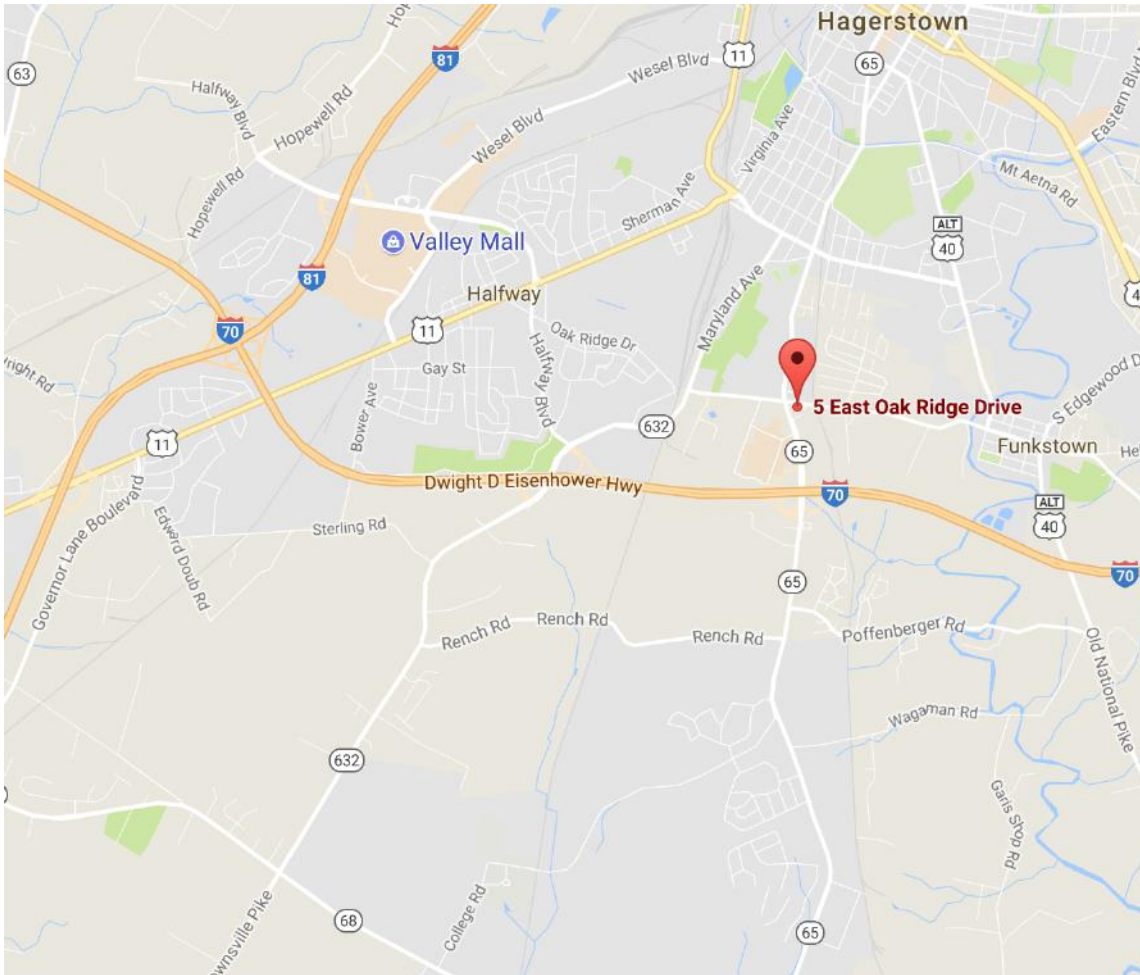 Hagerstown
11
65
63
81
Wesel Blvd
Halfway Blvd
Hopewell Rd
Wesel Blvd
Virginia Ave
Eastern Blvd
Mt Aetna Rd
Hopewell Rd
Sherman Ave
ALT
40
Valley Mall
81
Halfway
Maryland Ave
70
11
Oak Ridge Dr
Gay St
Halfway Blvd
5 East Oak Ridge Drive
Bower Ave
632
Funkstown
11
65
Dwight D Eisenhower Hwy
70
ALT
40
Governor Lane Boulevard
Edward Doub Rd
Sterling Rd
65
70
Rench Rd
Rench Rd
Rench Rd
Poffenberger Rd
Old National Pike
Wagaman Rd
632
Garis Shop Rd
68
College Rd
65